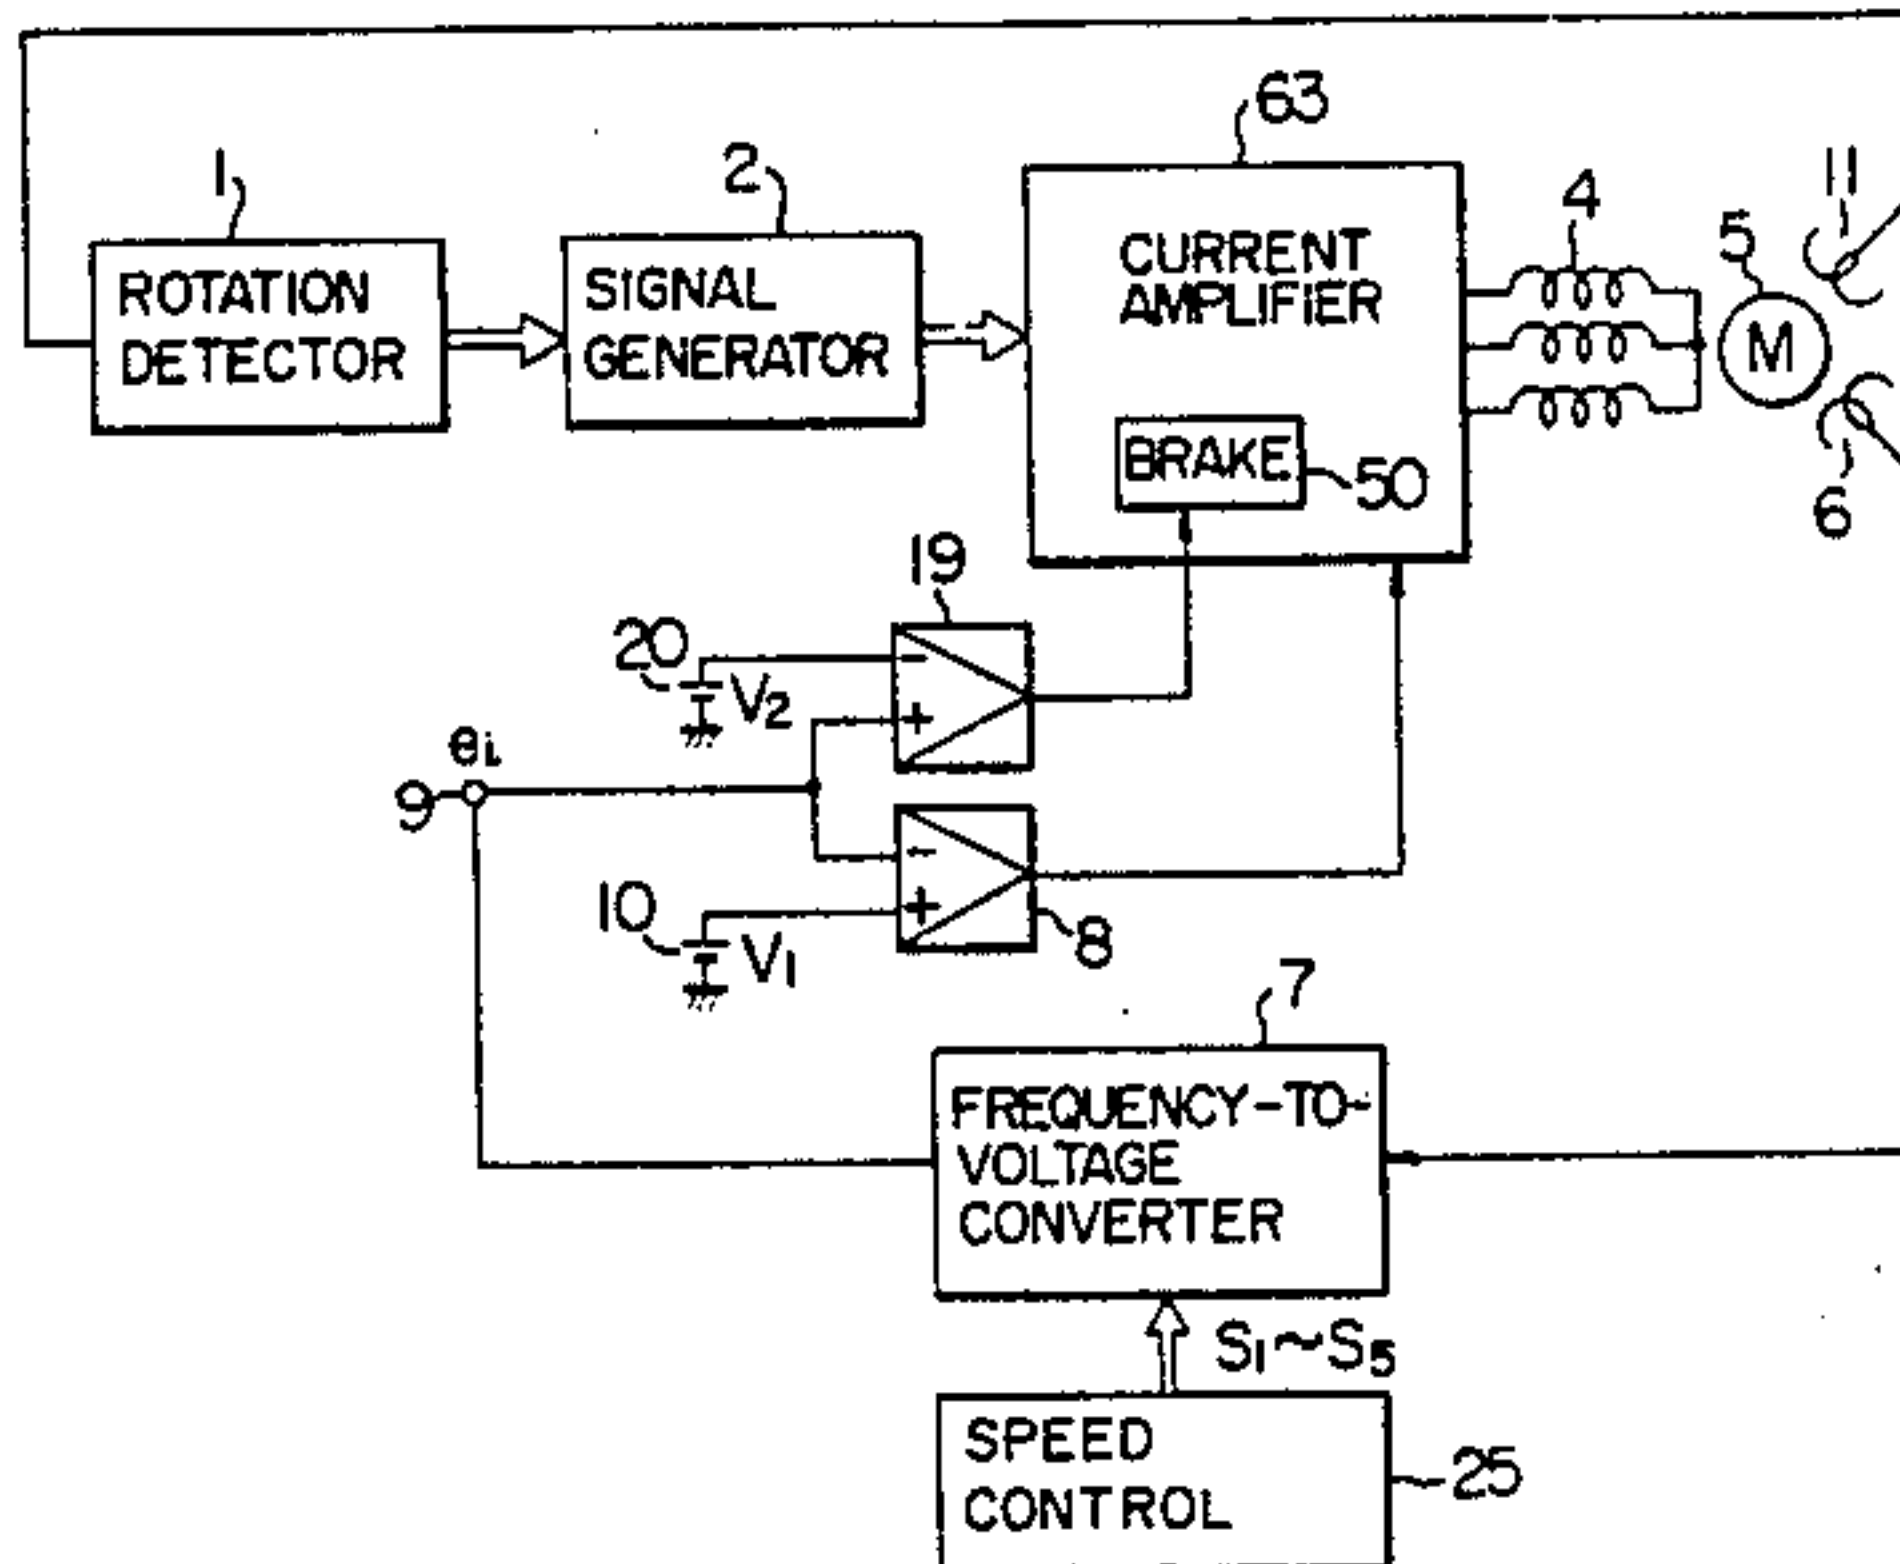 63
1
2
4
11
5
ROTATION
DETECTOR
SIGNAL
GENERATOR
CURRENT
AMPLIFIER
M
BRAKE
50
6
19
20
V2
-
+
ei
9
-
+
10
V1
8
7
FREQUENCY-TO-
VOLTAGE
CONVERTER
S1~S5
SPEED
CONTROL
25